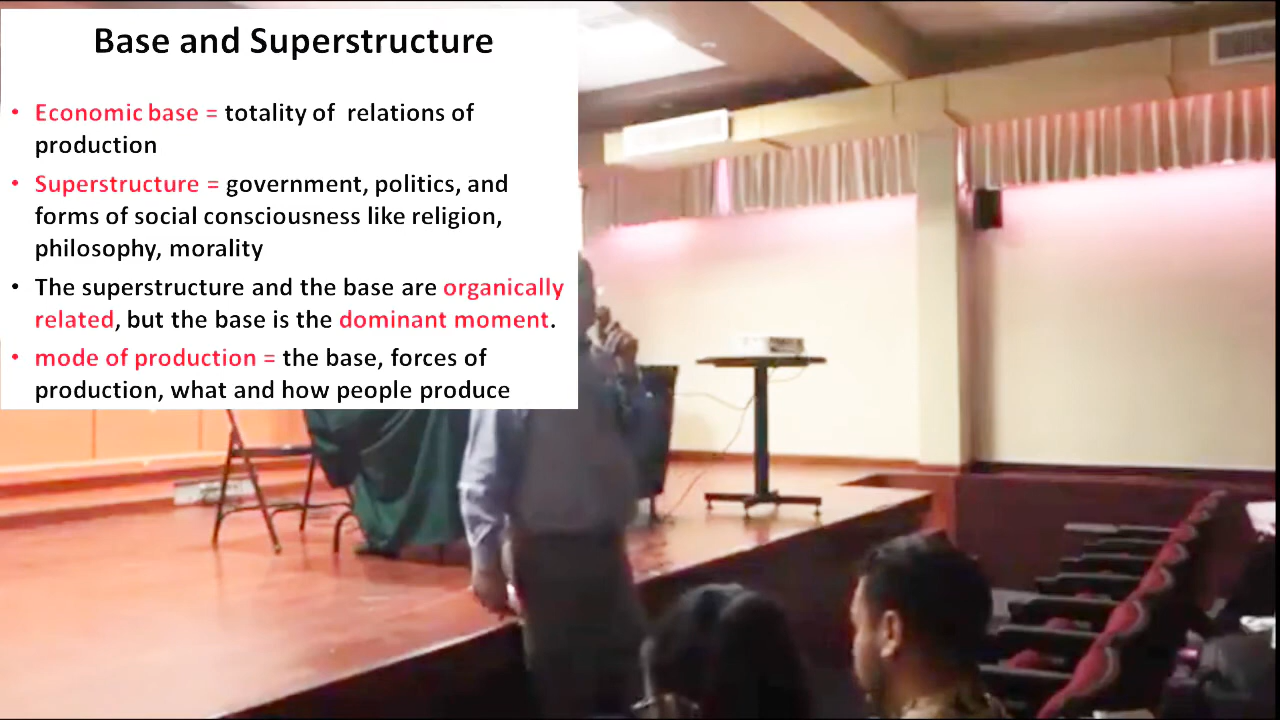 Base and Superstructure
• Economic base = totality of relations of
production
• Superstructure = government, politics, and
forms of social consciousness like religion,
philosophy, morality
• The superstructure and the base are organically
related, but the base is the dominant moment.
• mode of production = the base, forces of
production, what and how people produce